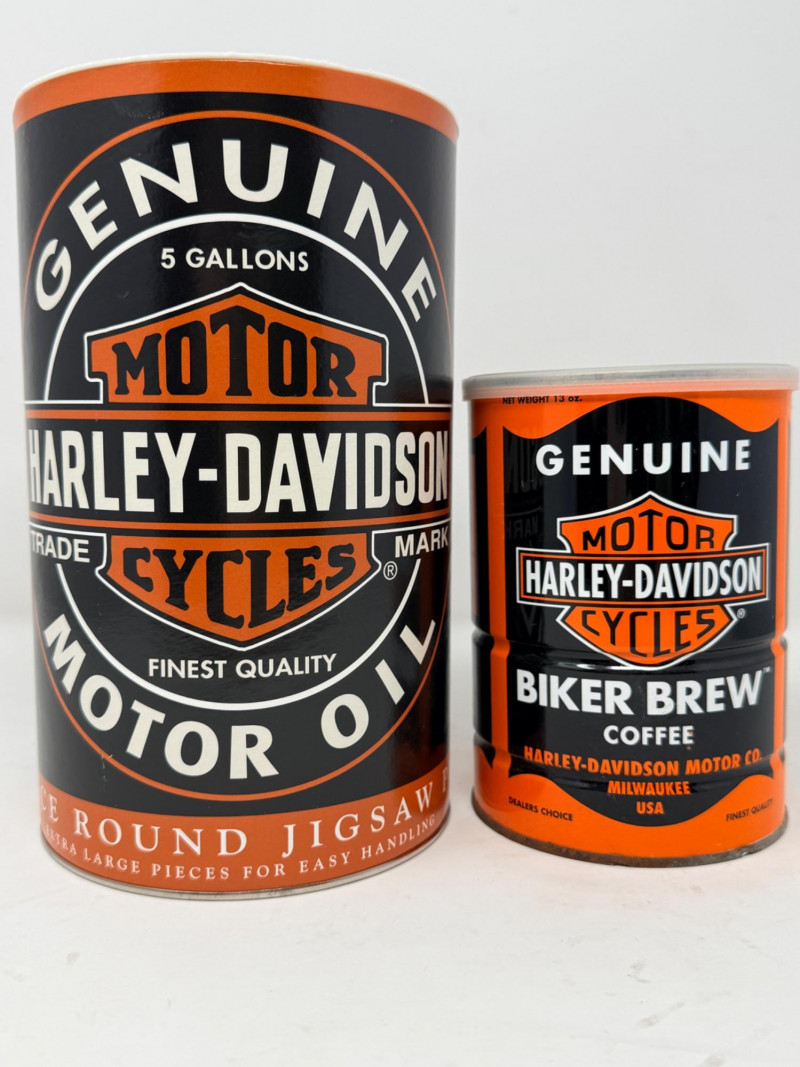 GENUINE
5 GALLONS
MOTOR
HARLEY-DAVIDSON
TRADE MARK
CYCLES
®
FINEST QUALITY
MOTOR OIL
CE ROUND JIGSAW
EXTRA LARGE PIECES FOR EASY HANDLING
NET WEIGHT 13 oz.
GENUINE
MOTOR
HARLEY-DAVIDSON
CYCLES
®
BIKER BREW™
COFFEE
HARLEY-DAVIDSON MOTOR CO.
MILWAUKEE
USA
DEALERS CHOICE
FINEST QUALITY